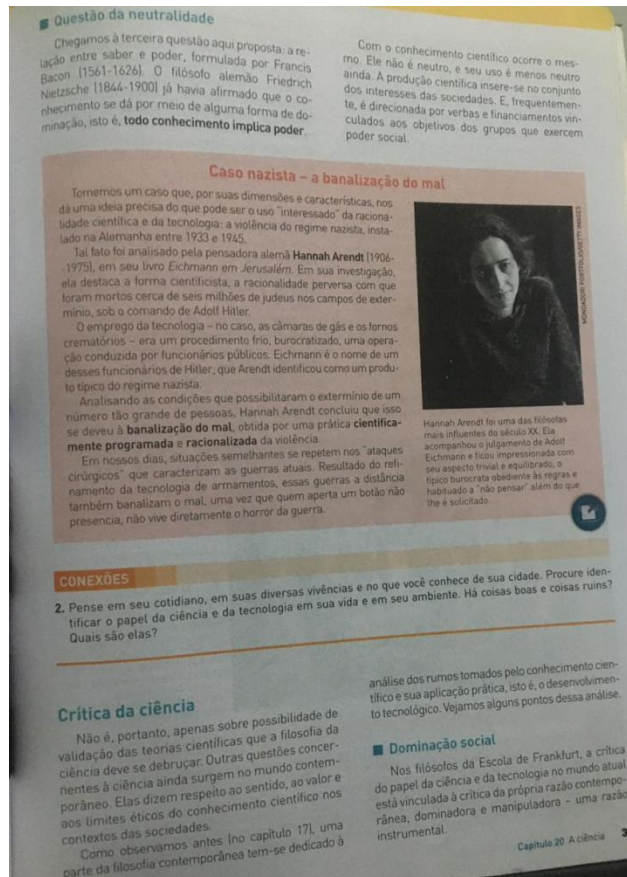 Questão da neutralidade
Chegamos à terceira questão aqui proposta: a re-
lação entre saber e poder, formulada por Francis
Bacon (1561-1626). O filósofo alemão Friedrich
Nietzsche (1844-1900) já havia afirmado que o co-
nhecimento se dá por meio de alguma forma de do-
minação, isto é, todo conhecimento implica poder.
Com o conhecimento científico ocorre o mes-
mo. Ele não é neutro, e seu uso é menos neutro
ainda. A produção científica insere-se no conjunto
dos interesses das sociedades. E, frequentemen-
te, é direcionada por verbas e financiamentos vin-
culados aos objetivos dos grupos que exercem
poder social.
Caso nazista – a banalização do mal
Tomemos um caso que, por suas dimensões e características, nos
dá uma ideia precisa do que pode ser o uso "interessado" da raciona-
lidade científica e da tecnologia: a violência do regime nazista, insta-
lado na Alemanha entre 1933 e 1945.
Tal fato foi analisado pela pensadora alemã Hannah Arendt (1906-
-1975), em seu livro Eichmann em Jerusalém. Em sua investigação,
ela destaca a forma cientificista, a racionalidade perversa com que
foram mortos cerca de seis milhões de judeus nos campos de exter-
mínio, sob o comando de Adolf Hitler.
O emprego da tecnologia – no caso, as câmaras de gás e os fornos
crematórios – era um procedimento frio, burocratizado, uma opera-
ção conduzida por funcionários públicos. Eichmann é o nome de um
desses funcionários de Hitler, que Arendt identificou como um produ-
to típico do regime nazista.
Analisando as condições que possibilitaram o extermínio de um
número tão grande de pessoas, Hannah Arendt concluiu que isso
se deveu à banalização do mal, obtida por uma prática cientifica-
mente programada e racionalizada da violência.
Em nossos dias, situações semelhantes se repetem nos "ataques
cirúrgicos" que caracterizam as guerras atuais. Resultado do refi-
namento da tecnologia de armamentos, essas guerras a distância
também banalizam o mal, uma vez que quem aperta um botão não
presencia, não vive diretamente o horror da guerra.
MONDADORI PORTFOLIO/GETTY IMAGES
Hannah Arendt foi uma das filósofas
mais influentes do século XX. Ela
acompanhou o julgamento de Adolf
Eichmann e ficou impressionada com
seu aspecto trivial e equilibrado, o
típico burocrata obediente às regras e
habituado a "não pensar" além do que
lhe é solicitado.
CONEXÕES
2. Pense em seu cotidiano, em suas diversas vivências e no que você conhece de sua cidade. Procure iden-
tificar o papel da ciência e da tecnologia em sua vida e em seu ambiente. Há coisas boas e coisas ruins?
Quais são elas?
Crítica da ciência
Não é, portanto, apenas sobre possibilidade de
validação das teorias científicas que a filosofia da
ciência deve se debruçar. Outras questões concer-
nentes à ciência ainda surgem no mundo contem-
porâneo. Elas dizem respeito ao sentido, ao valor e
aos limites éticos do conhecimento científico nos
contextos das sociedades.
Como observamos antes (no capítulo 17), uma
parte da filosofia contemporânea tem-se dedicado à
análise dos rumos tomados pelo conhecimento cien-
tífico e sua aplicação prática, isto é, o desenvolvimen-
to tecnológico. Vejamos alguns pontos dessa análise.
Dominação social
Nos filósofos da Escola de Frankfurt, a crítica
do papel da ciência e da tecnologia no mundo atual
está vinculada à crítica da própria razão contempo-
rânea, dominadora e manipuladora – uma razão
instrumental.
Capítulo 20 A ciência 3